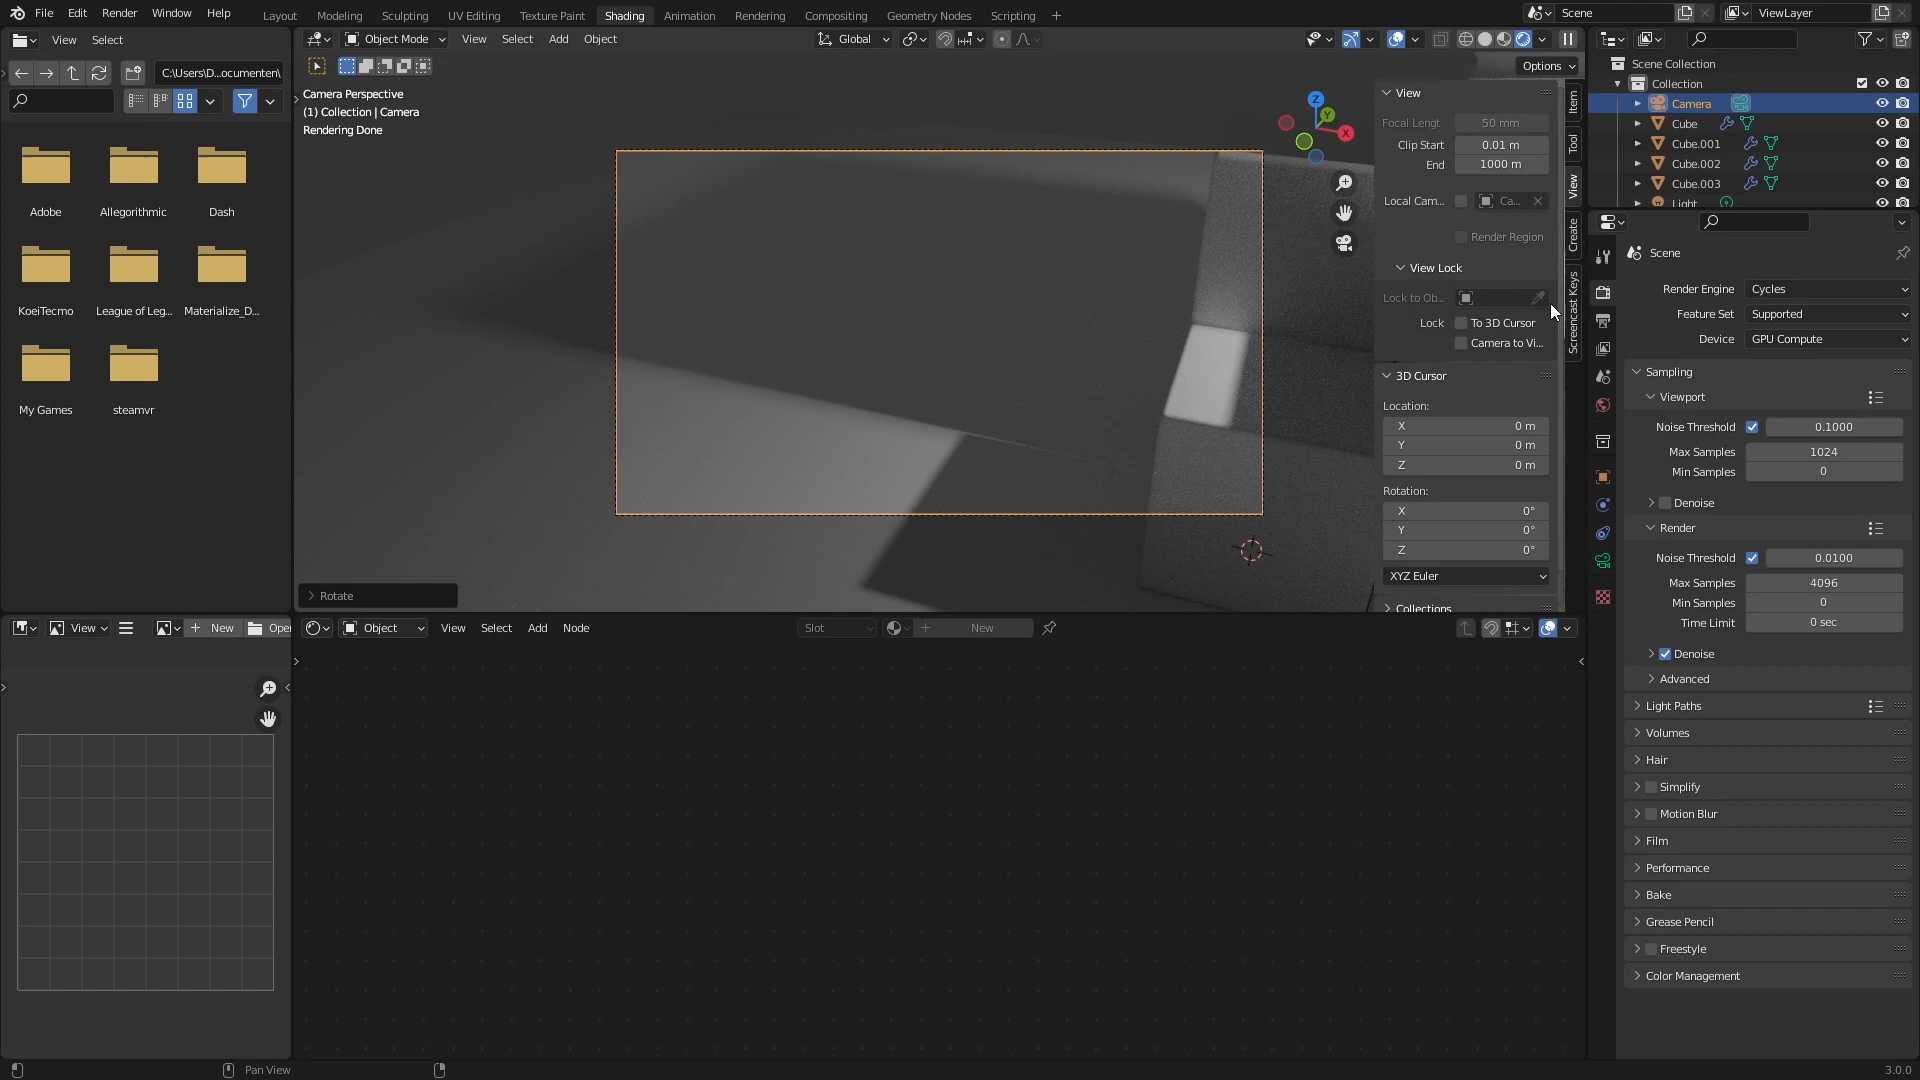 File Edit Render Window Help
Layout Modeling Sculpting UV Editing Texture Paint Shading Animation Rendering Compositing Geometry Nodes Scripting +
Scene
ViewLayer
View Select
C:\Users\D...ocumenten\
Adobe
Allegorithmic
Dash
KoeiTecmo
League of Leg...
Materialize_D...
My Games
steamvr
Object Mode View Select Add Object
Global
Options
Camera Perspective
(1) Collection | Camera
Rendering Done
Z
Y
X
Rotate
View
Focal Lengt 50 mm
Clip Start 0.01 m
End 1000 m
Local Cam... Ca...
Render Region
View Lock
Lock to Ob...
Lock To 3D Cursor
Camera to Vi...
3D Cursor
Location:
X 0 m
Y 0 m
Z 0 m
Rotation:
X 0°
Y 0°
Z 0°
XYZ Euler
Collections
Item
Tool
View
Create
Screencast Keys
Scene Collection
Collection
Camera
Cube
Cube.001
Cube.002
Cube.003
Light
Scene
Render Engine Cycles
Feature Set Supported
Device GPU Compute
Sampling
Viewport
Noise Threshold 0.1000
Max Samples 1024
Min Samples 0
Denoise
Render
Noise Threshold 0.0100
Max Samples 4096
Min Samples 0
Time Limit 0 sec
Denoise
Advanced
Light Paths
Volumes
Hair
Simplify
Motion Blur
Film
Performance
Bake
Grease Pencil
Freestyle
Color Management
View New Open
Object View Select Add Node
Slot
New
Pan View
3.0.0